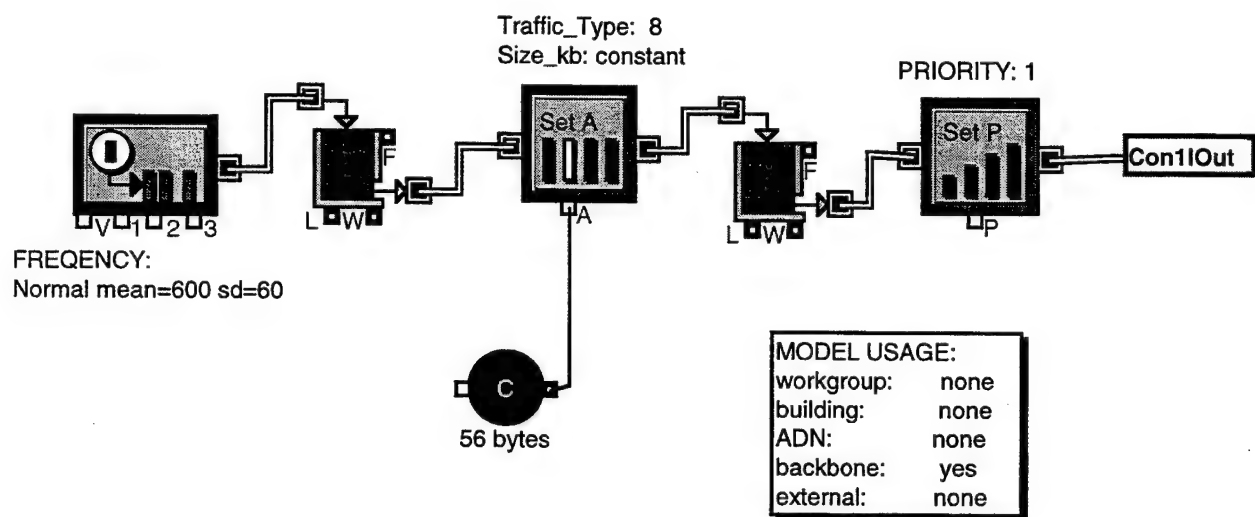 Traffic_Type: 8
Size_kb: constant
PRIORITY: 1
Set A
Set P
F
F
Con1IOut
V 1 2 3
L W
A
L W
P
FREQENCY:
Normal mean=600 sd=60
C
56 bytes
MODEL USAGE:
workgroup: none
building: none
ADN: none
backbone: yes
external: none